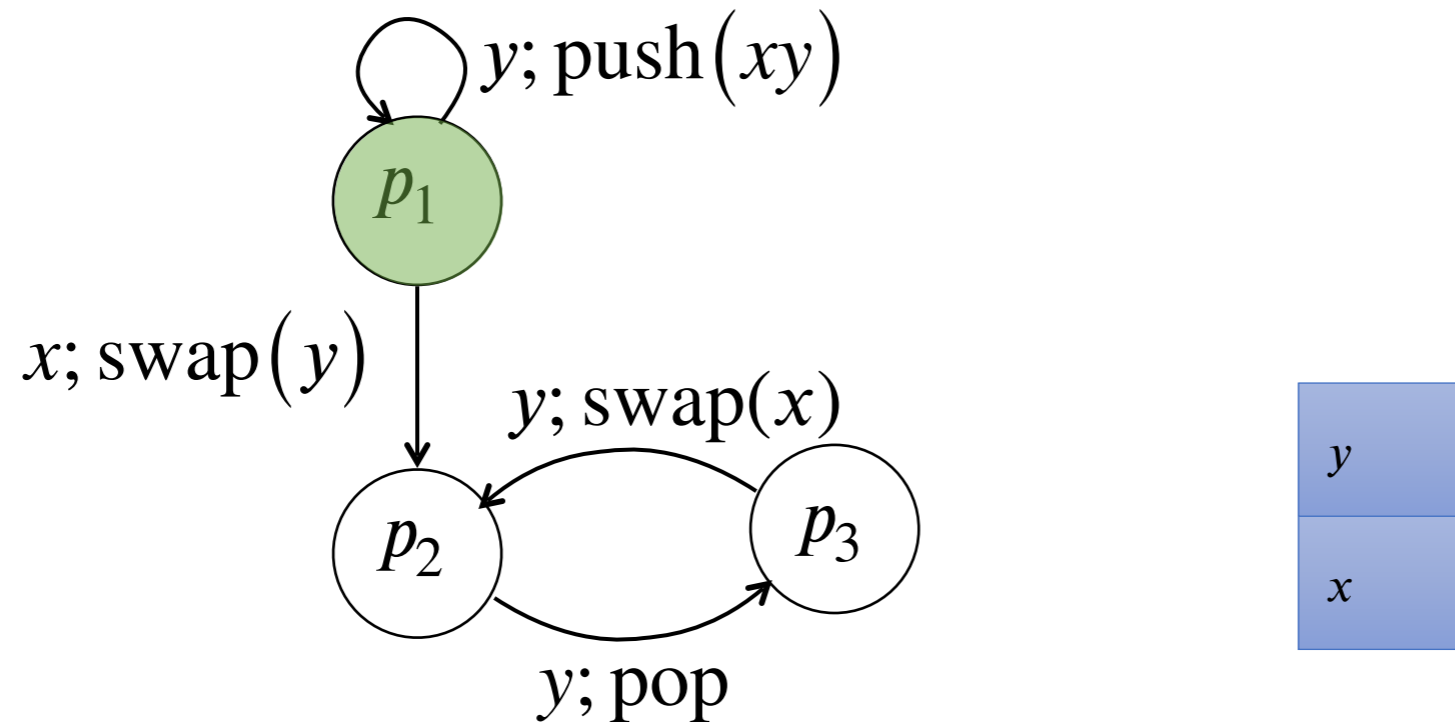 y; push(xy)
p₁
x; swap(y)
y; swap(x)
p₂
p₃
y; pop
y
x